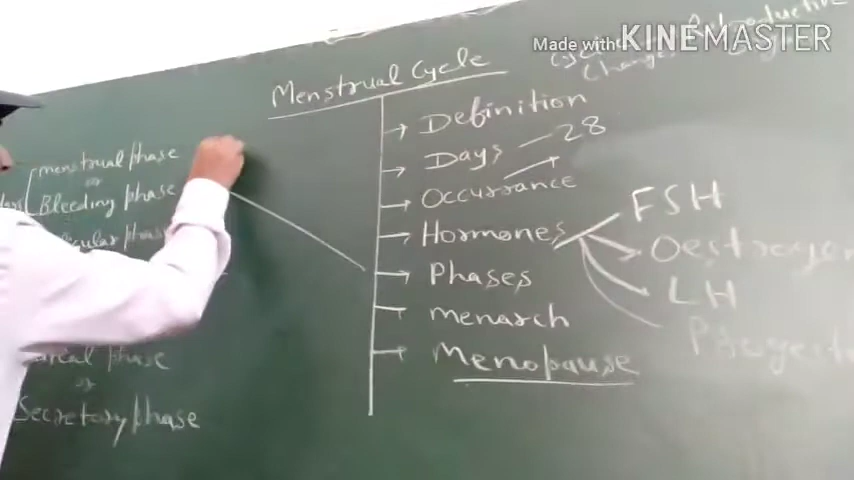 Made with KINEMASTER
Menstrual Cycle
Changes
Definition
Days — 28
Occurrance
Hormones
FSH
Oestrogen
LH
Phases
menarch
Menopause
menstrual phase
or
Bleeding phase
phase
or
Secretory phase